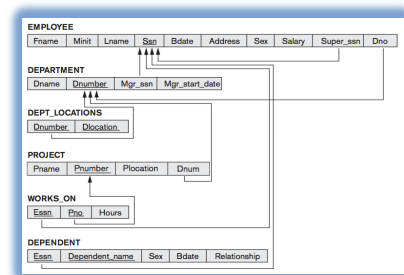 EMPLOYEE
Fname Minit Lname Ssn Bdate Address Sex Salary Super_ssn Dno
DEPARTMENT
Dname Dnumber Mgr_ssn Mgr_start_date
DEPT_LOCATIONS
Dnumber Dlocation
PROJECT
Pname Pnumber Plocation Dnum
WORKS_ON
Essn Pno Hours
DEPENDENT
Essn Dependent_name Sex Bdate Relationship